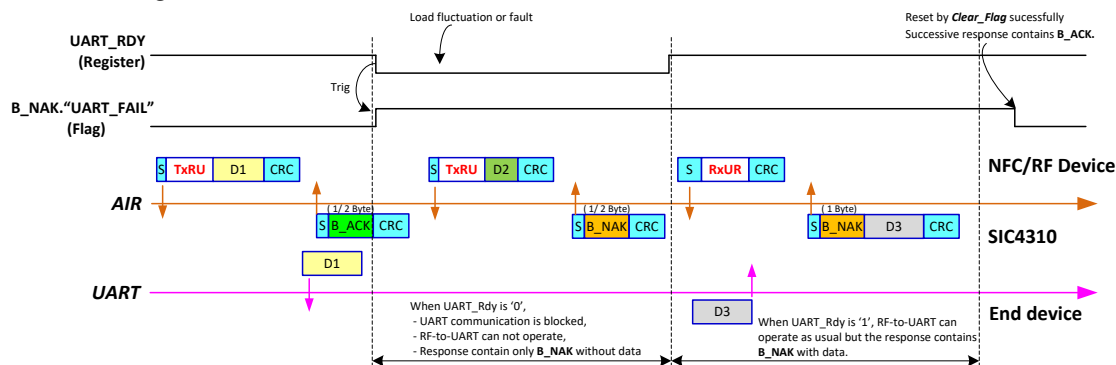 Load fluctuation or fault
Reset by Clear_Flag sucessfully
Successive response contains B_ACK.
UART_RDY
(Register)
Trig
B_NAK."UART_FAIL"
(Flag)
S TxRU D1 CRC
S TxRU D2 CRC
S RxUR CRC
NFC/RF Device
AIR
( 1/ 2 Byte)
( 1/ 2 Byte)
( 1 Byte)
S B_ACK CRC
S B_NAK CRC
S B_NAK D3 CRC
SIC4310
D1
UART
End device
D3
When UART_Rdy is ‘0’,
- UART communication is blocked,
- RF-to-UART can not operate,
- Response contain only B_NAK without data
When UART_Rdy is ‘1’, RF-to-UART can
operate as usual but the response contains
B_NAK with data.